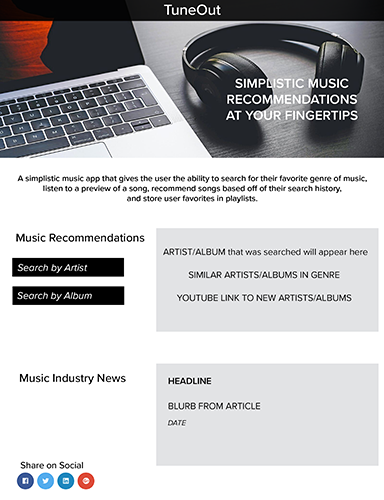 TuneOut
SIMPLISTIC MUSIC
RECOMMENDATIONS
AT YOUR FINGERTIPS
A simplistic music app that gives the user the ability to search for their favorite genre of music,
listen to a preview of a song, recommend songs based off of their search history,
and store user favorites in playlists.
Music Recommendations
Search by Artist
Search by Album
ARTIST/ALBUM that was searched will appear here
SIMILAR ARTISTS/ALBUMS IN GENRE
YOUTUBE LINK TO NEW ARTISTS/ALBUMS
Music Industry News
HEADLINE
BLURB FROM ARTICLE
DATE
Share on Social